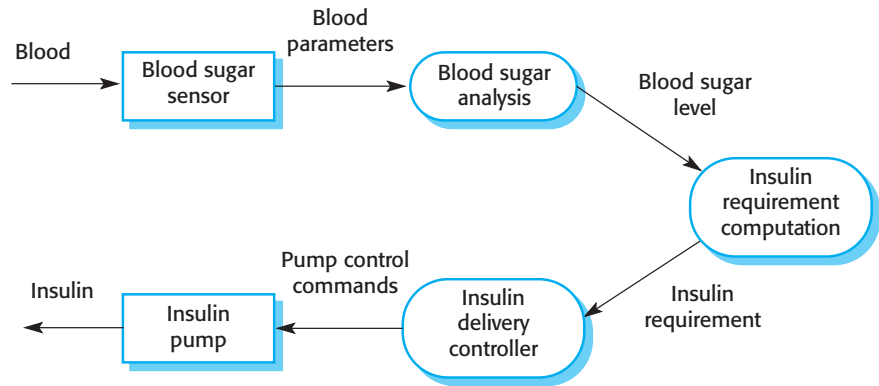 Blood
Blood sugar
sensor
Blood
parameters
Blood sugar
analysis
Blood sugar
level
Insulin
requirement
computation
Insulin
requirement
Insulin
delivery
controller
Pump control
commands
Insulin
pump
Insulin